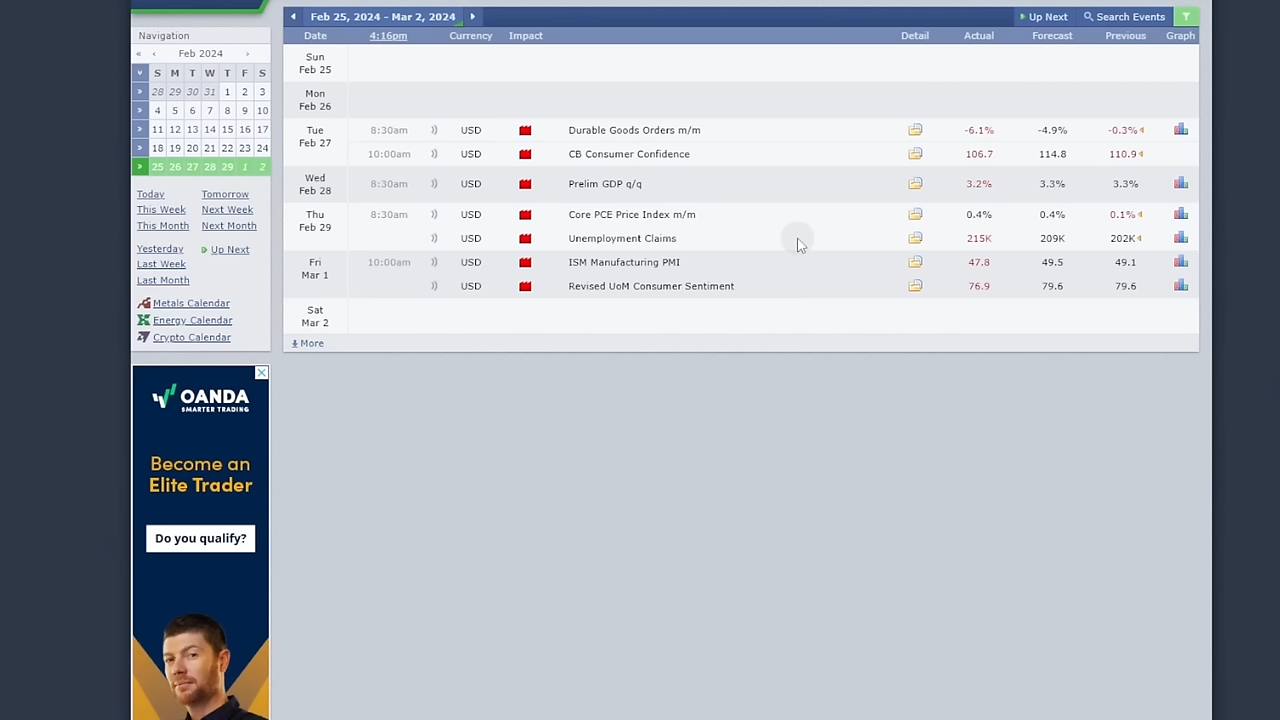 Feb 25, 2024 - Mar 2, 2024
Up Next
Search Events
Date 4:16pm Currency Impact Detail Actual Forecast Previous Graph
Sun
Feb 25
Mon
Feb 26
Tue
Feb 27
8:30am USD Durable Goods Orders m/m -6.1% -4.9% -0.3%
10:00am USD CB Consumer Confidence 106.7 114.8 110.9
Wed
Feb 28
8:30am USD Prelim GDP q/q 3.2% 3.3% 3.3%
Thu
Feb 29
8:30am USD Core PCE Price Index m/m 0.4% 0.4% 0.1%
USD Unemployment Claims 215K 209K 202K
Fri
Mar 1
10:00am USD ISM Manufacturing PMI 47.8 49.5 49.1
USD Revised UoM Consumer Sentiment 76.9 79.6 79.6
Sat
Mar 2
More
Navigation
« ‹ Feb 2024 ›
S M T W T F S
28 29 30 31 1 2 3
4 5 6 7 8 9 10
11 12 13 14 15 16 17
18 19 20 21 22 23 24
25 26 27 28 29 1 2
Today Tomorrow
This Week Next Week
This Month Next Month
Yesterday Up Next
Last Week
Last Month
Metals Calendar
Energy Calendar
Crypto Calendar
OANDA
SMARTER TRADING
Become an
Elite Trader
Do you qualify?